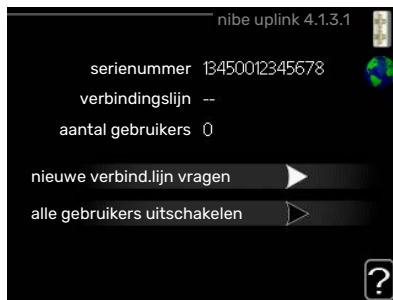 nibe uplink 4.1.3.1
serienummer 13450012345678
verbindingslijn --
aantal gebruikers 0
nieuwe verbind.lijn vragen
alle gebruikers uitschakelen
?